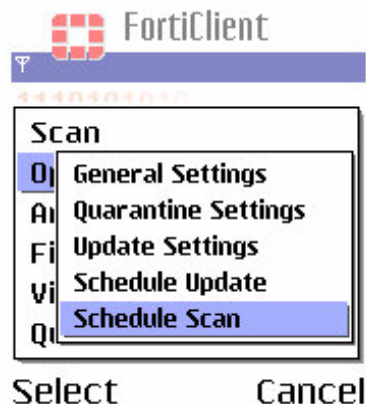 FortiClient
Scan
General Settings
Quarantine Settings
Update Settings
Schedule Update
Schedule Scan
Select Cancel